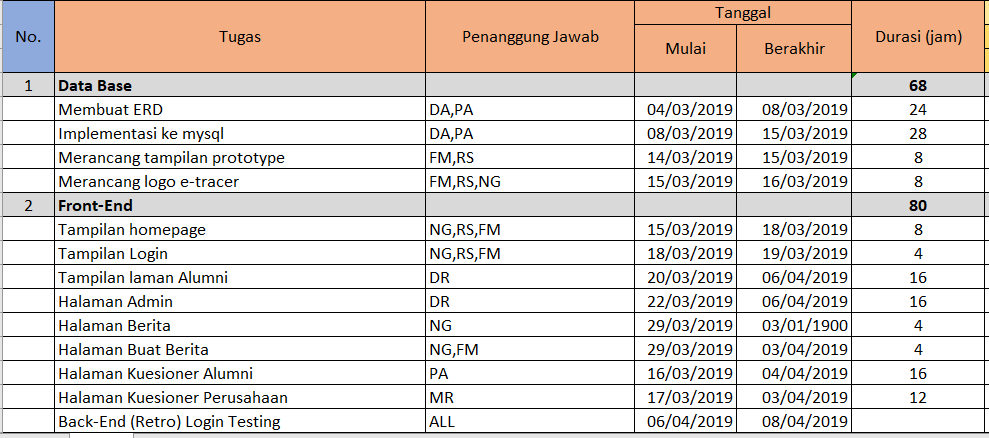 No. Tugas Penanggung Jawab Tanggal Durasi (jam)
Mulai Berakhir
1 Data Base 68
Membuat ERD DA,PA 04/03/2019 08/03/2019 24
Implementasi ke mysql DA,PA 08/03/2019 15/03/2019 28
Merancang tampilan prototype FM,RS 14/03/2019 15/03/2019 8
Merancang logo e-tracer FM,RS,NG 15/03/2019 16/03/2019 8
2 Front-End 80
Tampilan homepage NG,RS,FM 15/03/2019 18/03/2019 8
Tampilan Login NG,RS,FM 18/03/2019 19/03/2019 4
Tampilan laman Alumni DR 20/03/2019 06/04/2019 16
Halaman Admin DR 22/03/2019 06/04/2019 16
Halaman Berita NG 29/03/2019 03/01/1900 4
Halaman Buat Berita NG,FM 29/03/2019 03/04/2019 4
Halaman Kuesioner Alumni PA 16/03/2019 04/04/2019 16
Halaman Kuesioner Perusahaan MR 17/03/2019 03/04/2019 12
Back-End (Retro) Login Testing ALL 06/04/2019 08/04/2019